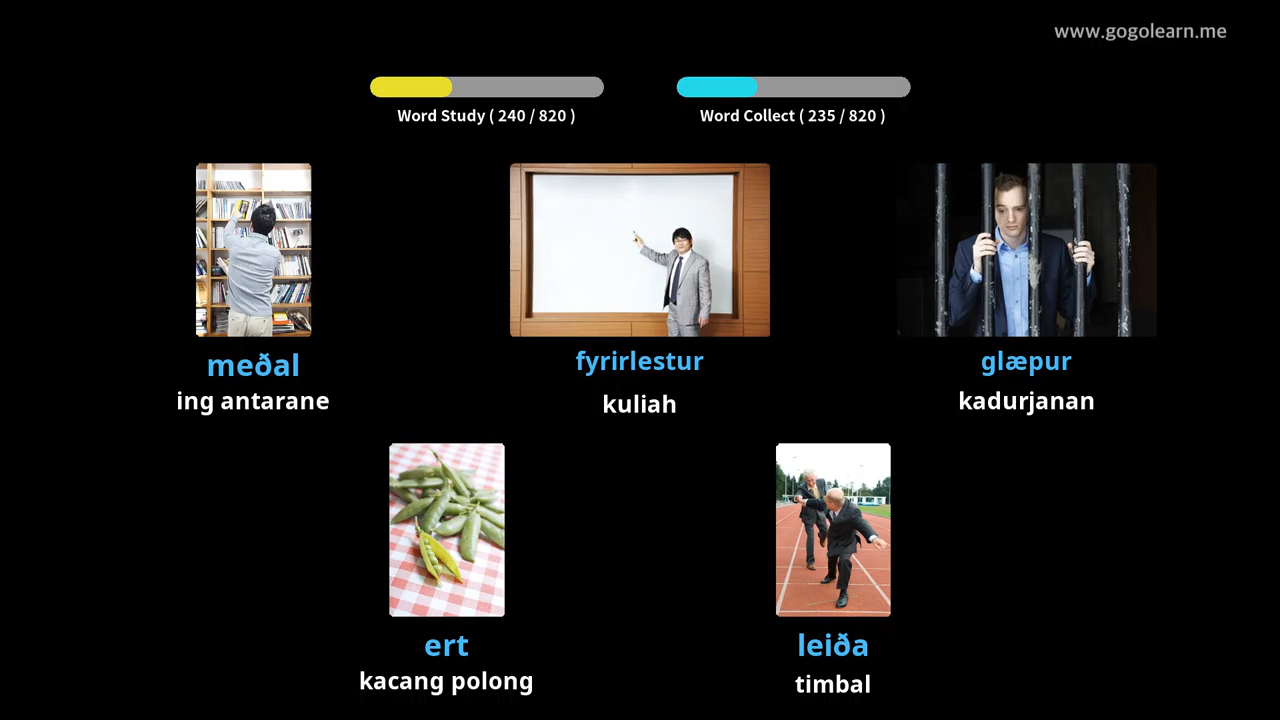 www.gogolearn.me
Word Study ( 240 / 820 )
Word Collect ( 235 / 820 )
meðal
ing antarane
fyrirlestur
kuliah
glæpur
kadurjanan
ert
kacang polong
leiða
timbal